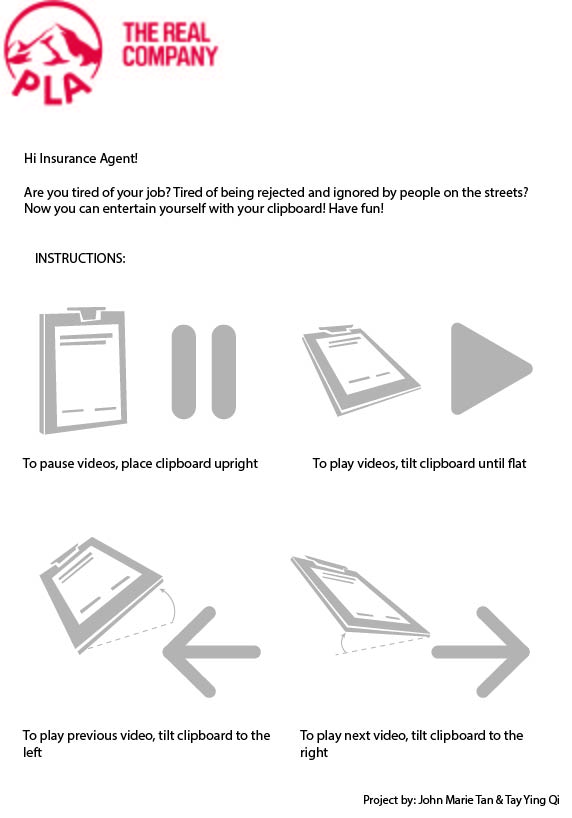 THE REAL
COMPANY
PLA
Hi Insurance Agent!
Are you tired of your job? Tired of being rejected and ignored by people on the streets?
Now you can entertain yourself with your clipboard! Have fun!
INSTRUCTIONS:
To pause videos, place clipboard upright
To play videos, tilt clipboard until flat
To play previous video, tilt clipboard to the
left
To play next video, tilt clipboard to the
right
Project by: John Marie Tan & Tay Ying Qi